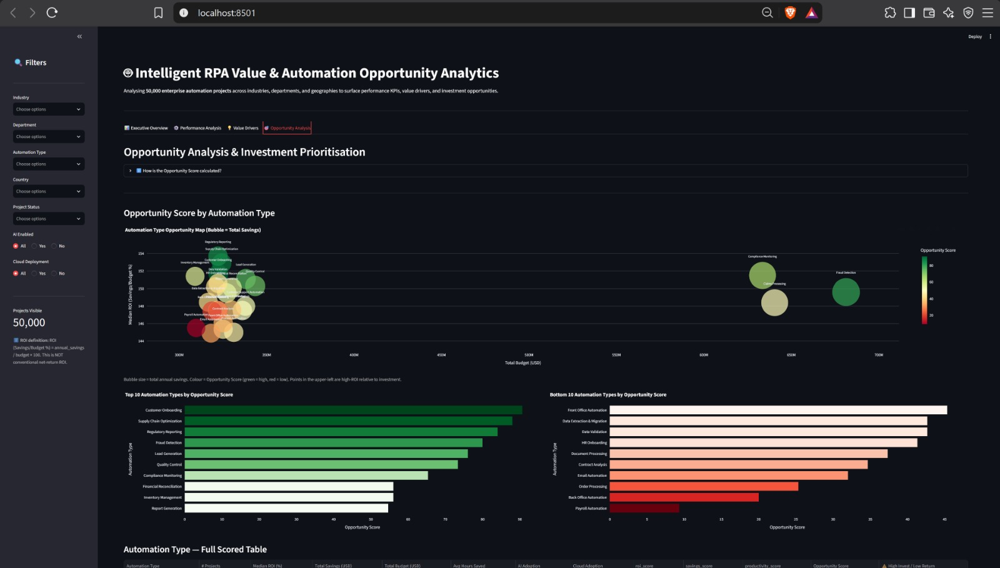 localhost:8501
Deploy
Filters
Industry
Choose options
Department
Choose options
Automation Type
Choose options
Country
Choose options
Project Status
Choose options
AI Enabled
All Yes No
Cloud Deployment
All Yes No
Projects Visible
50,000
ROI definition: ROI
(Savings/Budget %) = annual_savings
/ budget × 100. This is NOT
conventional net-return ROI.
Intelligent RPA Value & Automation Opportunity Analytics
Analysing 50,000 enterprise automation projects across industries, departments, and geographies to surface performance KPIs, value drivers, and investment opportunities.
Executive Overview Performance Analysis Value Drivers Opportunity Analysis
Opportunity Analysis & Investment Prioritisation
How is the Opportunity Score calculated?
Opportunity Score by Automation Type
Automation Type Opportunity Map (Bubble = Total Savings)
Regulatory Reporting
Supply Chain Optimization
Customer Onboarding
Inventory Management
Lead Generation
Data Validation
Quality Control
Contract Analysis
Payroll Automation
Email Automation
Compliance Monitoring
Claims Processing
Fraud Detection
Median ROI (Savings/Budget %)
154
152
150
148
146
144
300M 350M 400M 450M 500M 550M 600M 650M 700M
Total Budget (USD)
Opportunity Score
80
60
40
20
Bubble size = total annual savings. Colour = Opportunity Score (green = high, red = low). Points in the upper-left are high-ROI relative to investment.
Top 10 Automation Types by Opportunity Score
Automation Type
Customer Onboarding
Supply Chain Optimization
Regulatory Reporting
Fraud Detection
Lead Generation
Quality Control
Compliance Monitoring
Financial Reconciliation
Inventory Management
Report Generation
0 10 20 30 40 50 60 70 80 90
Opportunity Score
Bottom 10 Automation Types by Opportunity Score
Automation Type
Front Office Automation
Data Extraction & Migration
Data Validation
HR Onboarding
Document Processing
Contract Analysis
Email Automation
Order Processing
Back Office Automation
Payroll Automation
0 5 10 15 20 25 30 35 40 45
Opportunity Score
Automation Type — Full Scored Table
Automation Type # Projects Median ROI (%) Total Savings (USD) Total Budget (USD) Avg Hours Saved AI Adoption Cloud Adoption roi_score savings_score productivity_score Opportunity Score High Invest / Low Return